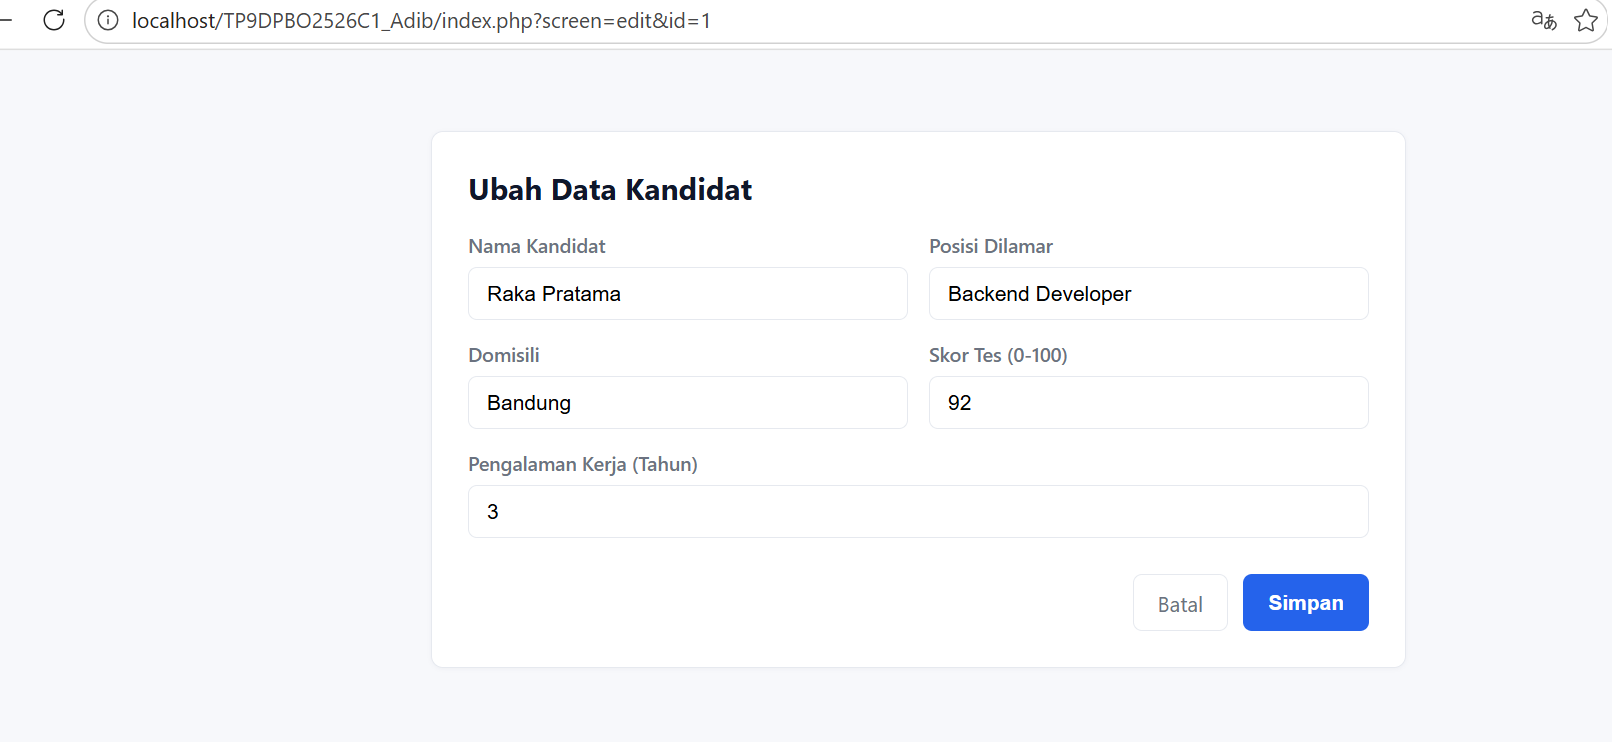 localhost/TP9DPBO2526C1_Adib/index.php?screen=edit&id=1
Ubah Data Kandidat
Nama Kandidat
Posisi Dilamar
Raka Pratama
Backend Developer
Domisili
Skor Tes (0-100)
Bandung
92
Pengalaman Kerja (Tahun)
3
Batal
Simpan